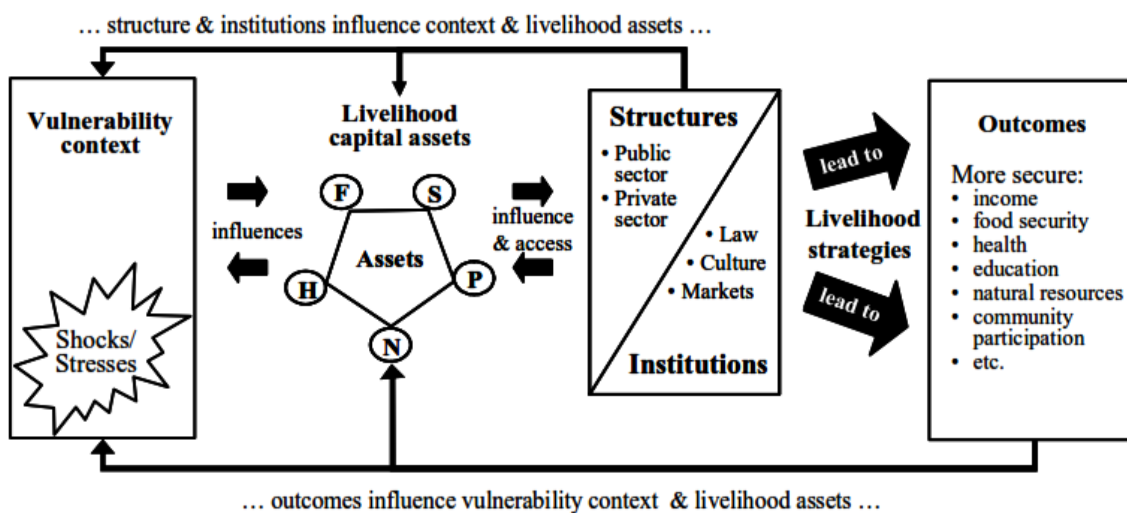 … structure & institutions influence context & livelihood assets …
Vulnerability
context
Shocks/
Stresses
influences
Livelihood
capital assets
F
S
H
P
N
Assets
influence
& access
Structures
• Public
sector
• Private
sector
• Law
• Culture
• Markets
Institutions
lead to
Livelihood
strategies
lead to
Outcomes
More secure:
• income
• food security
• health
• education
• natural resources
• community
participation
• etc.
… outcomes influence vulnerability context & livelihood assets …